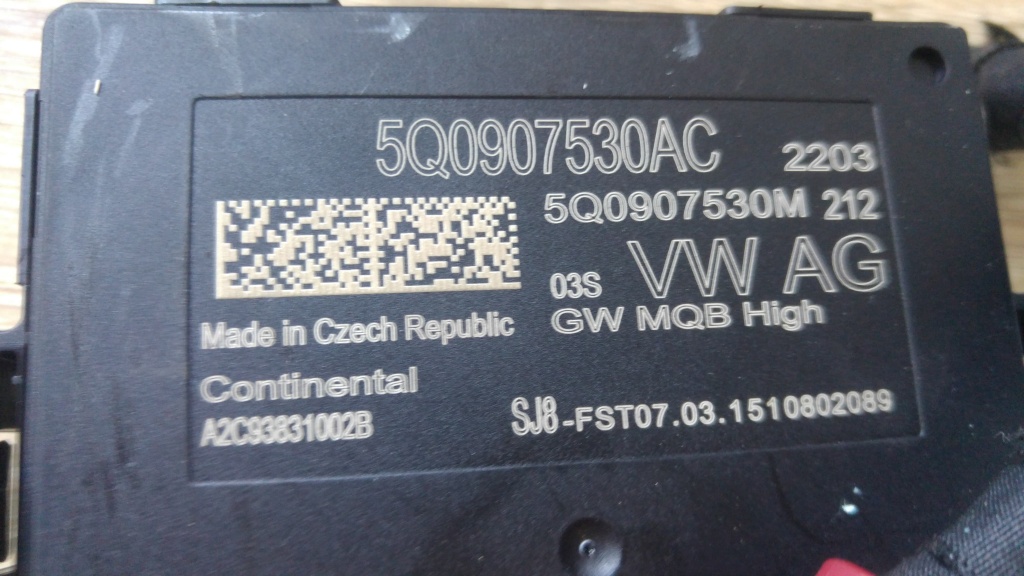 5Q0907530AC 2203
5Q0907530M 212
03S VW AG
GW MQB High
Made in Czech Republic
Continental
A2C93831002B
SJ8-FST07.03.1510802089